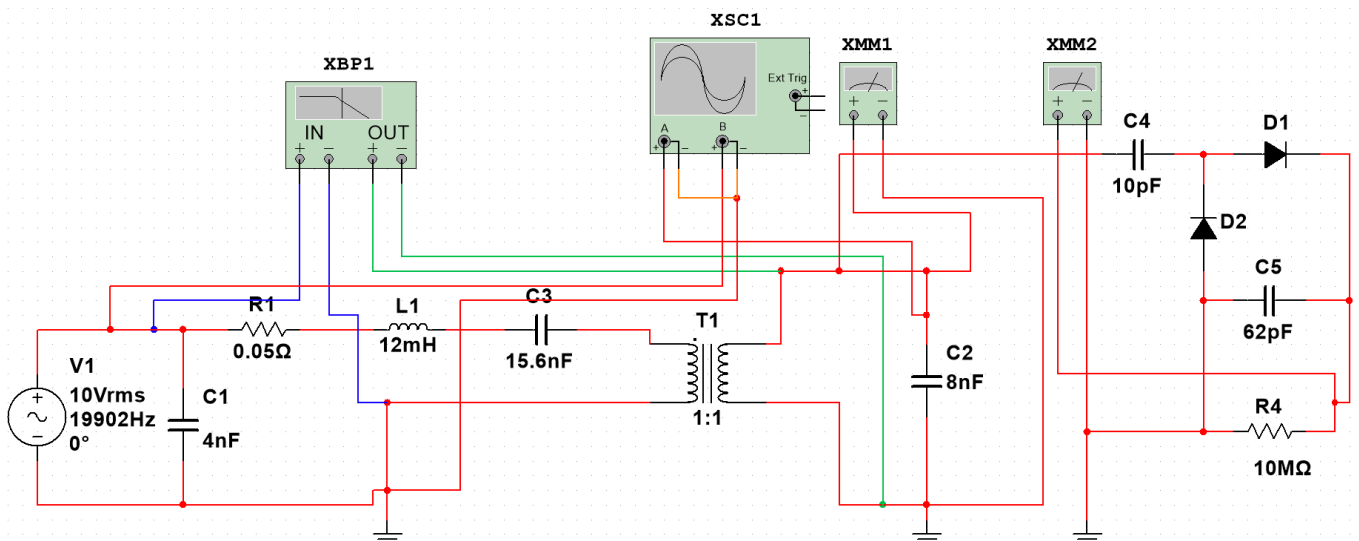 XSC1
XMM1
XMM2
XBP1
Ext Trig
+
−
A
B
+ − + −
+ −
+ −
IN OUT
+ − + −
C4
10pF
D1
D2
C5
62pF
R1
0.05Ω
L1
12mH
C3
15.6nF
T1
1:1
V1
10Vrms
19902Hz
0°
+
−
C1
4nF
C2
8nF
R4
10MΩ